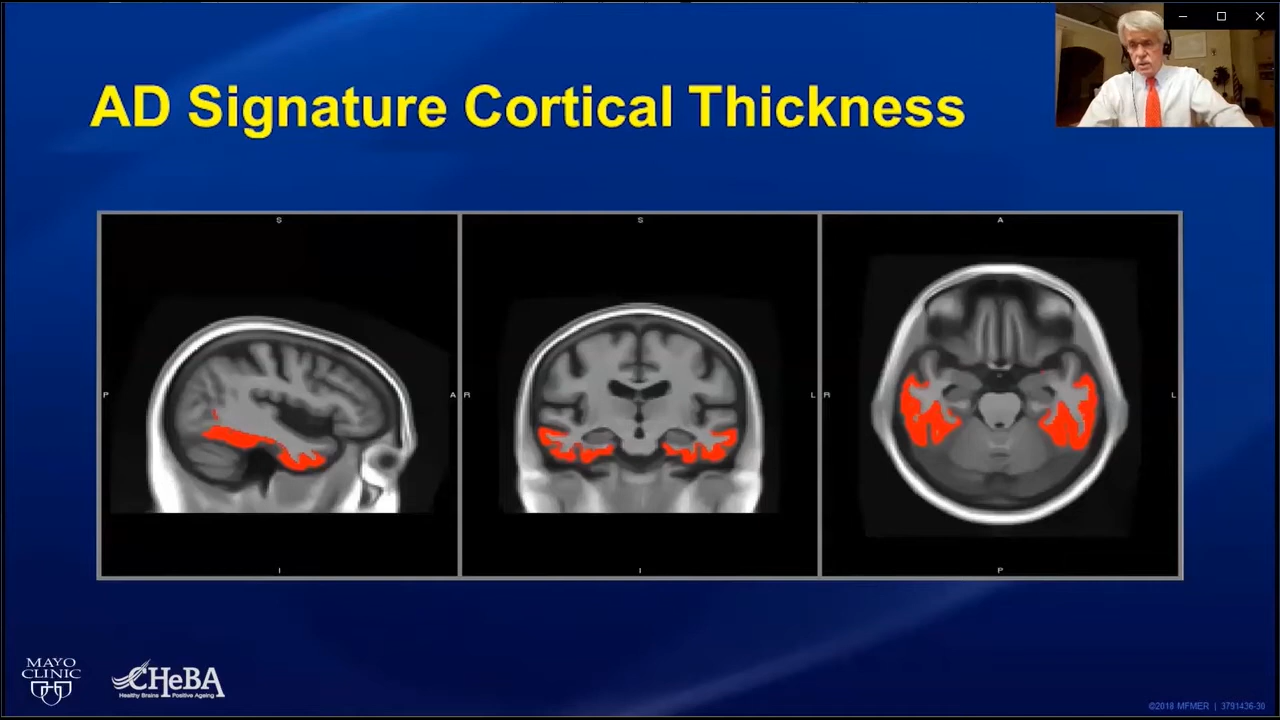 AD Signature Cortical Thickness
S
S
A
P
A
R
L
R
L
I
I
P
MAYO
CLINIC
CHeBA
Healthy Brains Positive Ageing
©2018 MFMER | 3791436-30